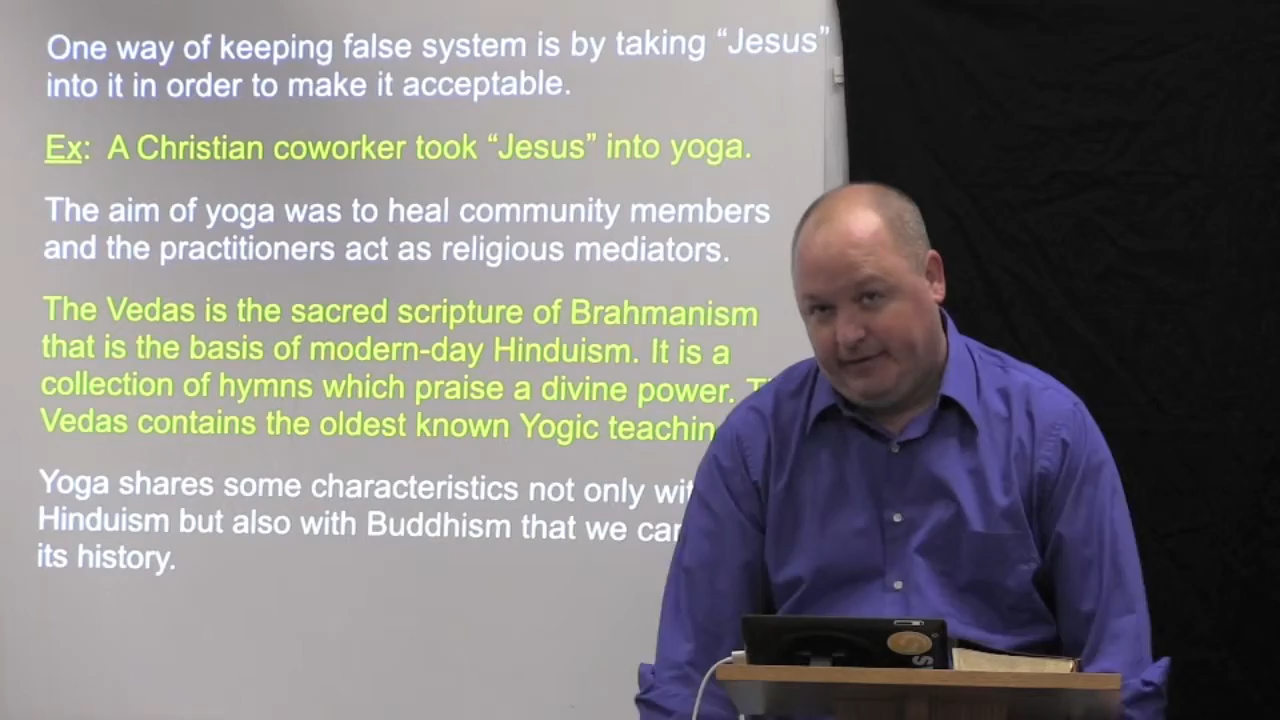 One way of keeping false system is by taking “Jesus”
into it in order to make it acceptable.
Ex: A Christian coworker took “Jesus” into yoga.
The aim of yoga was to heal community members
and the practitioners act as religious mediators.
The Vedas is the sacred scripture of Brahmanism
that is the basis of modern-day Hinduism. It is a
collection of hymns which praise a divine power.
Vedas contains the oldest known Yogic
Yoga shares some characteristics not only
Hinduism but also with Buddhism that we
its history.